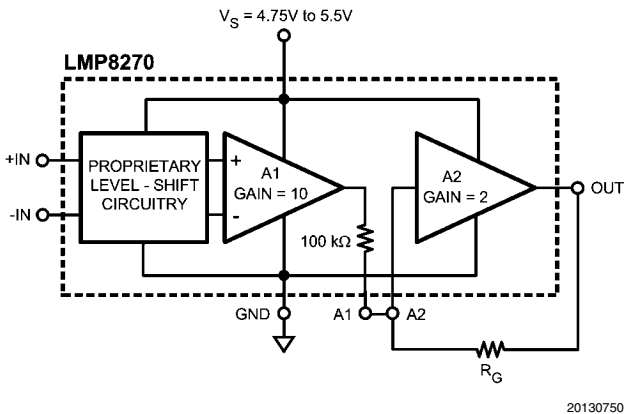 V_S = 4.75V to 5.5V
LMP8270
+IN
-IN
PROPRIETARY
LEVEL - SHIFT
CIRCUITRY
+
-
A1
GAIN = 10
A2
GAIN = 2
OUT
100 kΩ
GND
A1
A2
R_G
20130750